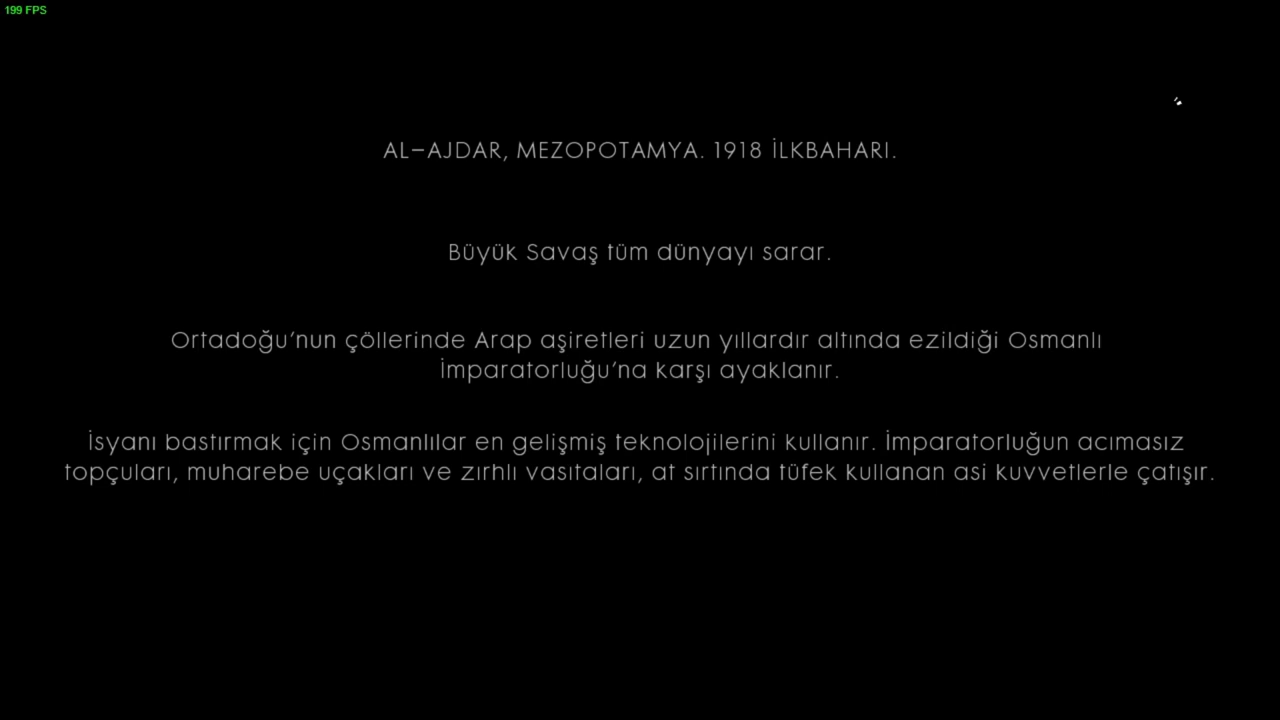 199 FPS
AL-AJDAR, MEZOPOTAMYA. 1918 İLKBAHARI.
Büyük Savaş tüm dünyayı sarar.
Ortadoğu'nun çöllerinde Arap aşiretleri uzun yıllardır altında ezildiği Osmanlı
İmparatorluğu'na karşı ayaklanır.
İsyanı bastırmak için Osmanlılar en gelişmiş teknolojilerini kullanır. İmparatorluğun acımasız
topçuları, muharebe uçakları ve zırhlı vasıtaları, at sırtında tüfek kullanan asi kuvvetlerle çatışır.